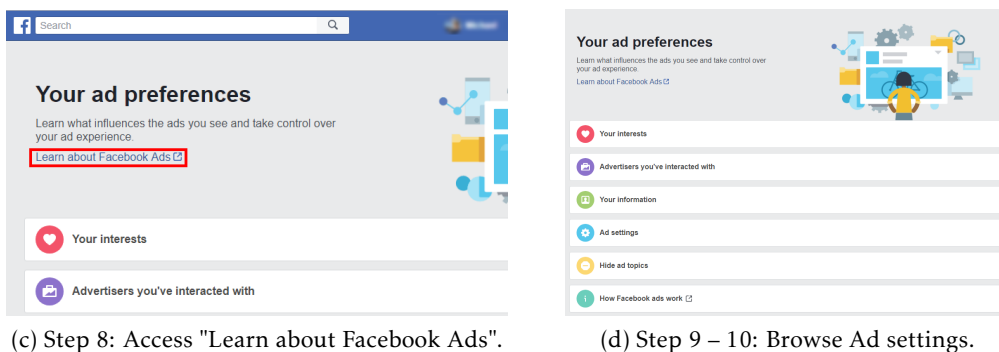 Search
Your ad preferences
Learn what influences the ads you see and take control over
your ad experience.
Learn about Facebook Ads
Your interests
Advertisers you've interacted with
(c) Step 8: Access "Learn about Facebook Ads".
Your ad preferences
Learn what influences the ads you see and take control over
your ad experience.
Learn about Facebook Ads
Your interests
Advertisers you've interacted with
Your information
Ad settings
Hide ad topics
How Facebook ads work
(d) Step 9 – 10: Browse Ad settings.